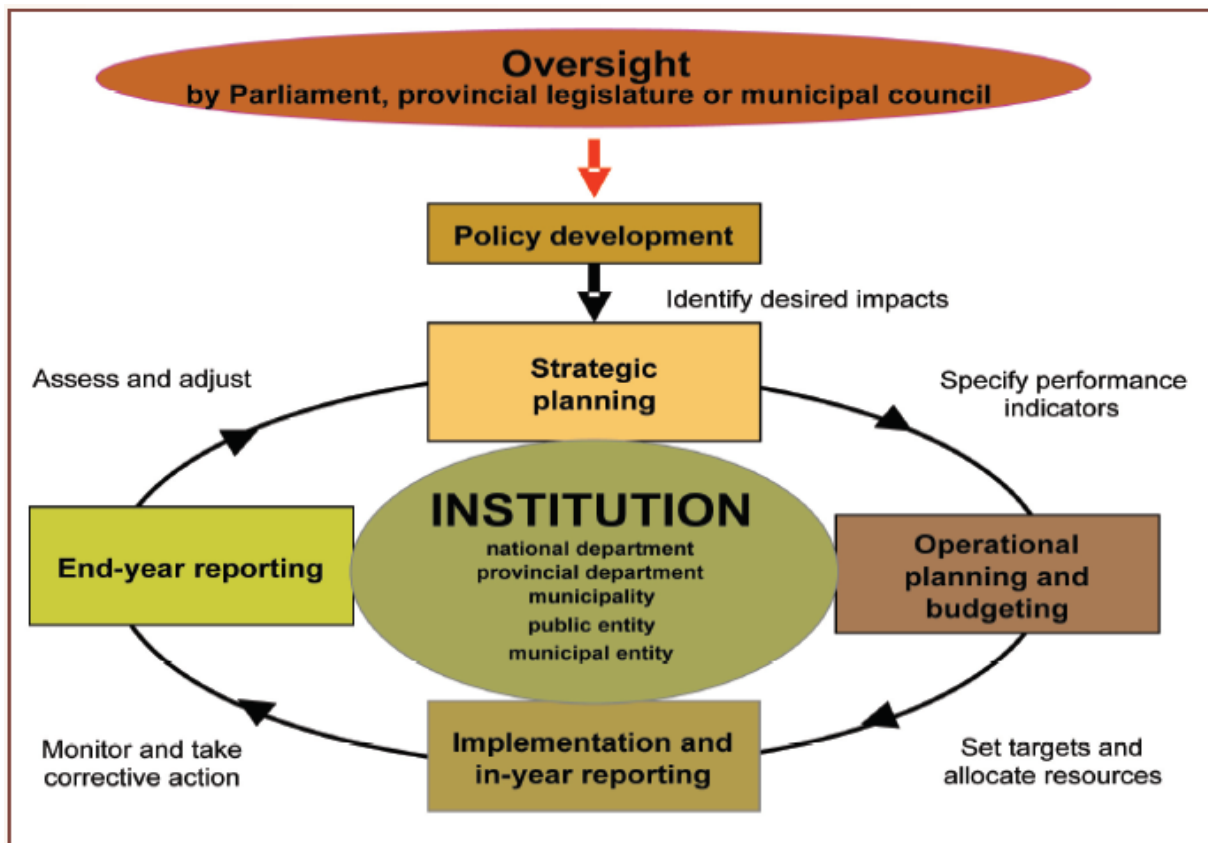 Oversight
by Parliament, provincial legislature or municipal council
Policy development
Identify desired impacts
Strategic
planning
Assess and adjust
Specify performance
indicators
INSTITUTION
national department
provincial department
municipality
public entity
municipal entity
End-year reporting
Operational
planning and
budgeting
Implementation and
in-year reporting
Monitor and take
corrective action
Set targets and
allocate resources